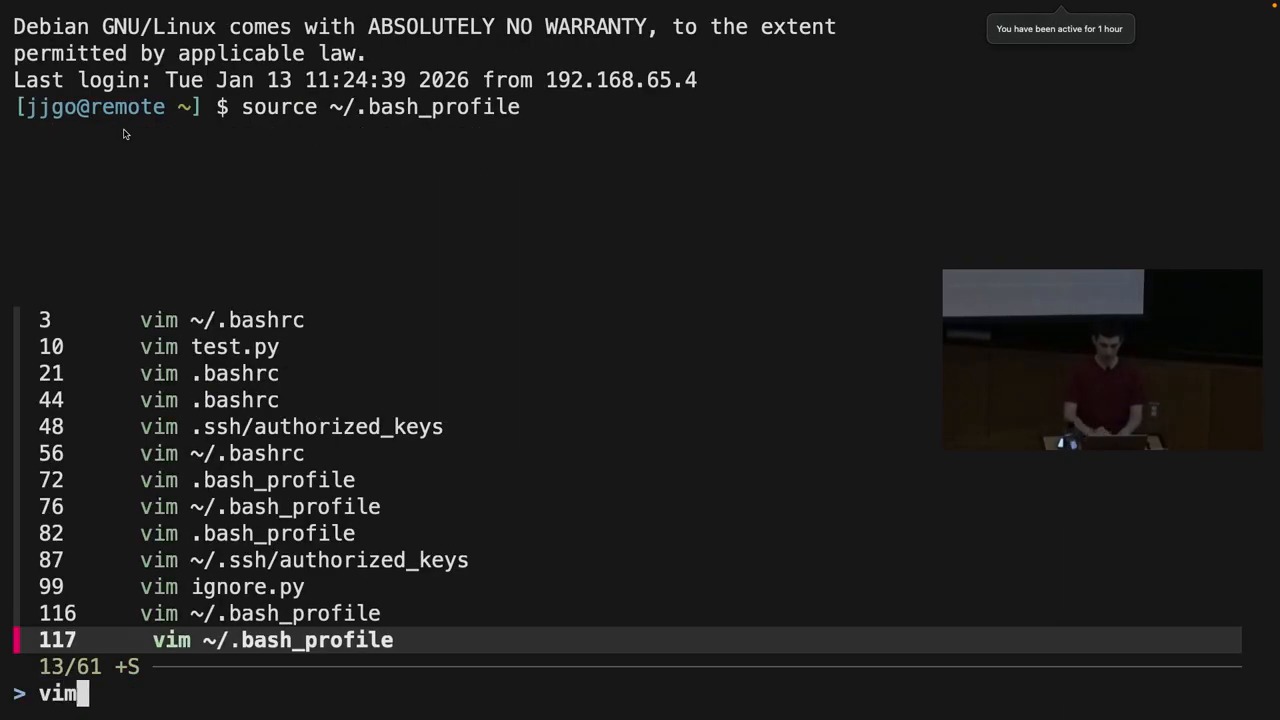 Debian GNU/Linux comes with ABSOLUTELY NO WARRANTY, to the extent
permitted by applicable law.
Last login: Tue Jan 13 11:24:39 2026 from 192.168.65.4
[jjgo@remote ~] $ source ~/.bash_profile
You have been active for 1 hour
3 vim ~/.bashrc
10 vim test.py
21 vim .bashrc
44 vim .bashrc
48 vim .ssh/authorized_keys
56 vim ~/.bashrc
72 vim .bash_profile
76 vim ~/.bash_profile
82 vim .bash_profile
87 vim ~/.ssh/authorized_keys
99 vim ignore.py
116 vim ~/.bash_profile
117 vim ~/.bash_profile
13/61 +S
> vim